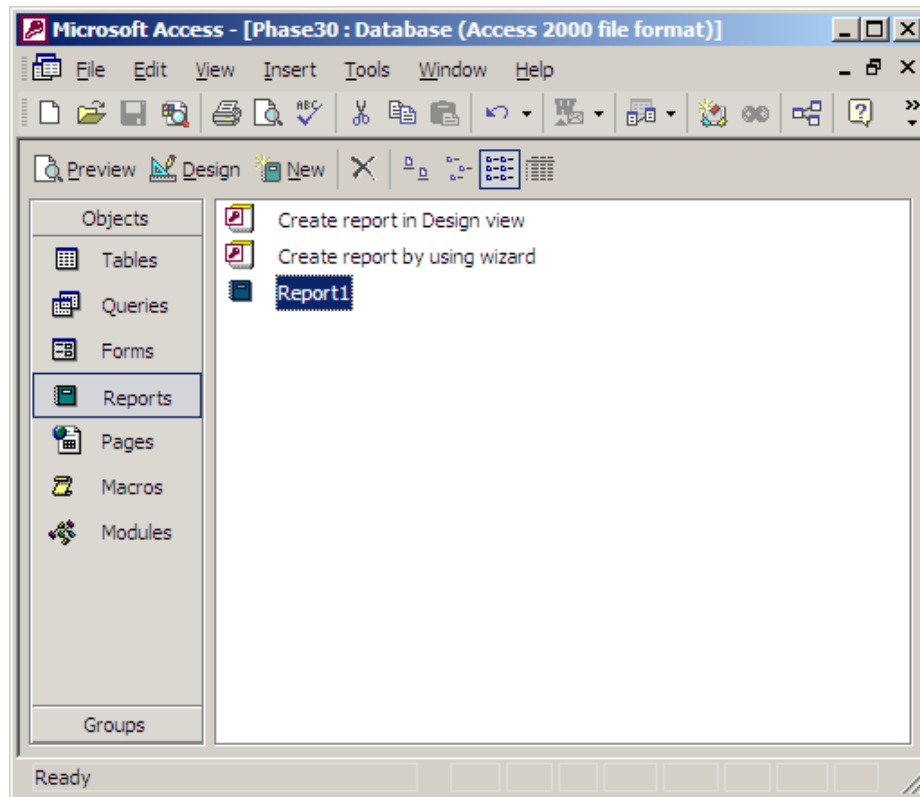 Microsoft Access - [Phase30 : Database (Access 2000 file format)]
File Edit View Insert Tools Window Help
ABC
W
Preview Design New
Objects
Tables
Queries
Forms
Reports
Pages
Macros
Modules
Groups
Create report in Design view
Create report by using wizard
Report1
Ready